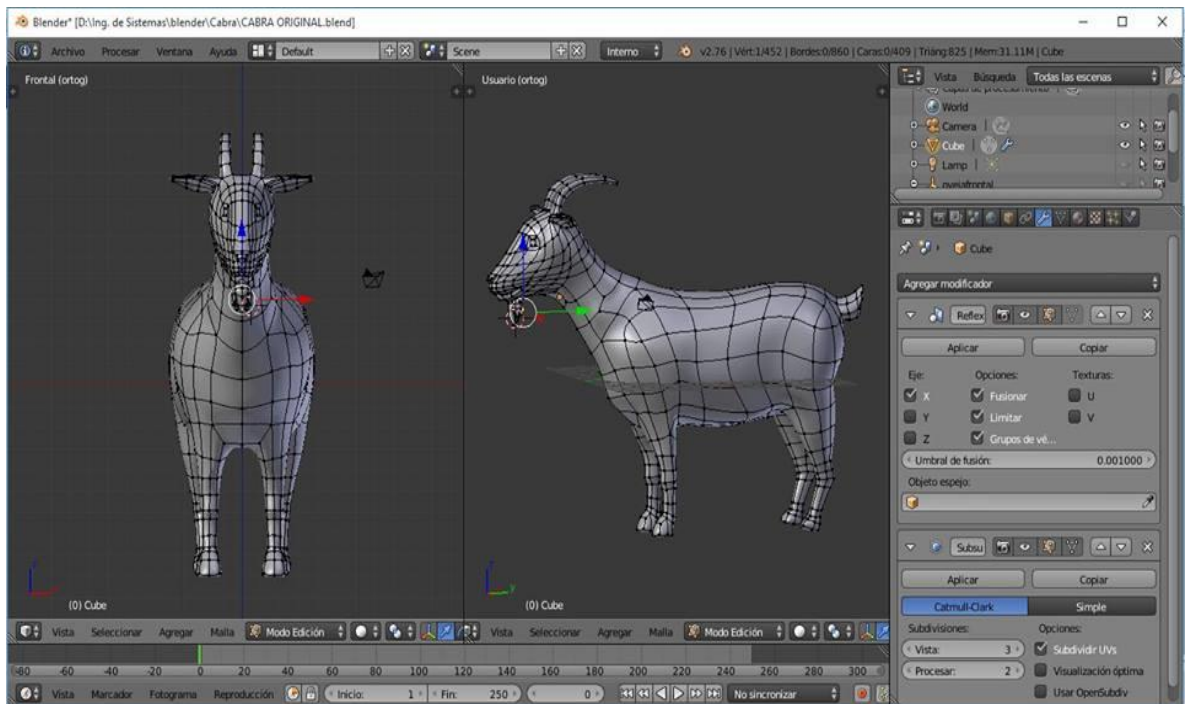 Blender* [D:\Ing. de Sistemas\blender\Cabra\CABRA ORIGINAL.blend]
Archivo Procesar Ventana Ayuda Default Scene Interno v2.76 | Vért:1/452 | Bordes:0/860 | Caras:0/409 | Triáng:825 | Mem:31.11M | Cube
Frontal (ortog)
(0) Cube
Usuario (ortog)
(0) Cube
Vista Búsqueda Todas las escenas
World
Camera
Cube
Lamp
Cube
Agregar modificador
Reflex
Aplicar Copiar
Eje: Opciones: Texturas:
X Fusionar U
Y Limitar V
Z Grupos de vé...
Umbral de fusión: 0.001000
Objeto espejo:
Subsu
Aplicar Copiar
Catmull-Clark Simple
Subdivisiones: Opciones:
Vista: 3 Subdividir UVs
Procesar: 2 Visualización óptima
Usar OpenSubdiv
Vista Seleccionar Agregar Malla Modo Edición
Vista Seleccionar Agregar Malla Modo Edición
-80 -60 -40 -20 0 20 40 60 80 100 120 140 160 180 200 220 240 260 280 300
Vista Marcador Fotograma Reproducción Inicio: 1 Fin: 250 0 No sincronizar